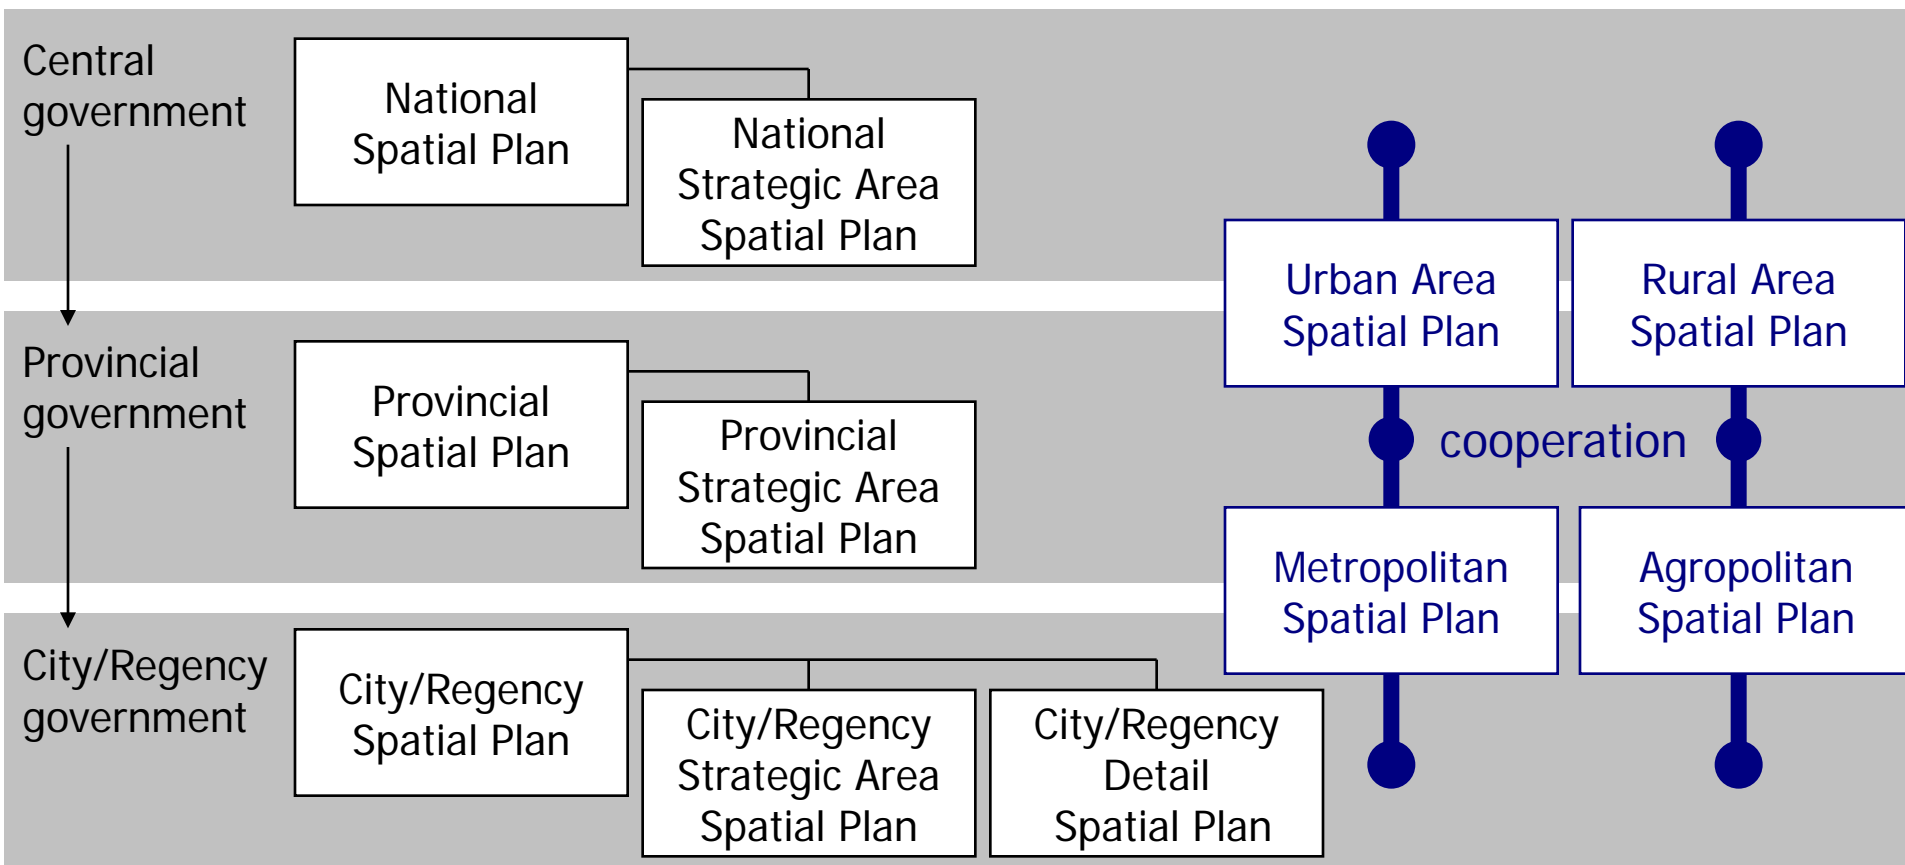 Central
government
National
Spatial Plan
National
Strategic Area
Spatial Plan
Urban Area
Spatial Plan
Rural Area
Spatial Plan
Provincial
government
Provincial
Spatial Plan
Provincial
Strategic Area
Spatial Plan
cooperation
Metropolitan
Spatial Plan
Agropolitan
Spatial Plan
City/Regency
government
City/Regency
Spatial Plan
City/Regency
Strategic Area
Spatial Plan
City/Regency
Detail
Spatial Plan